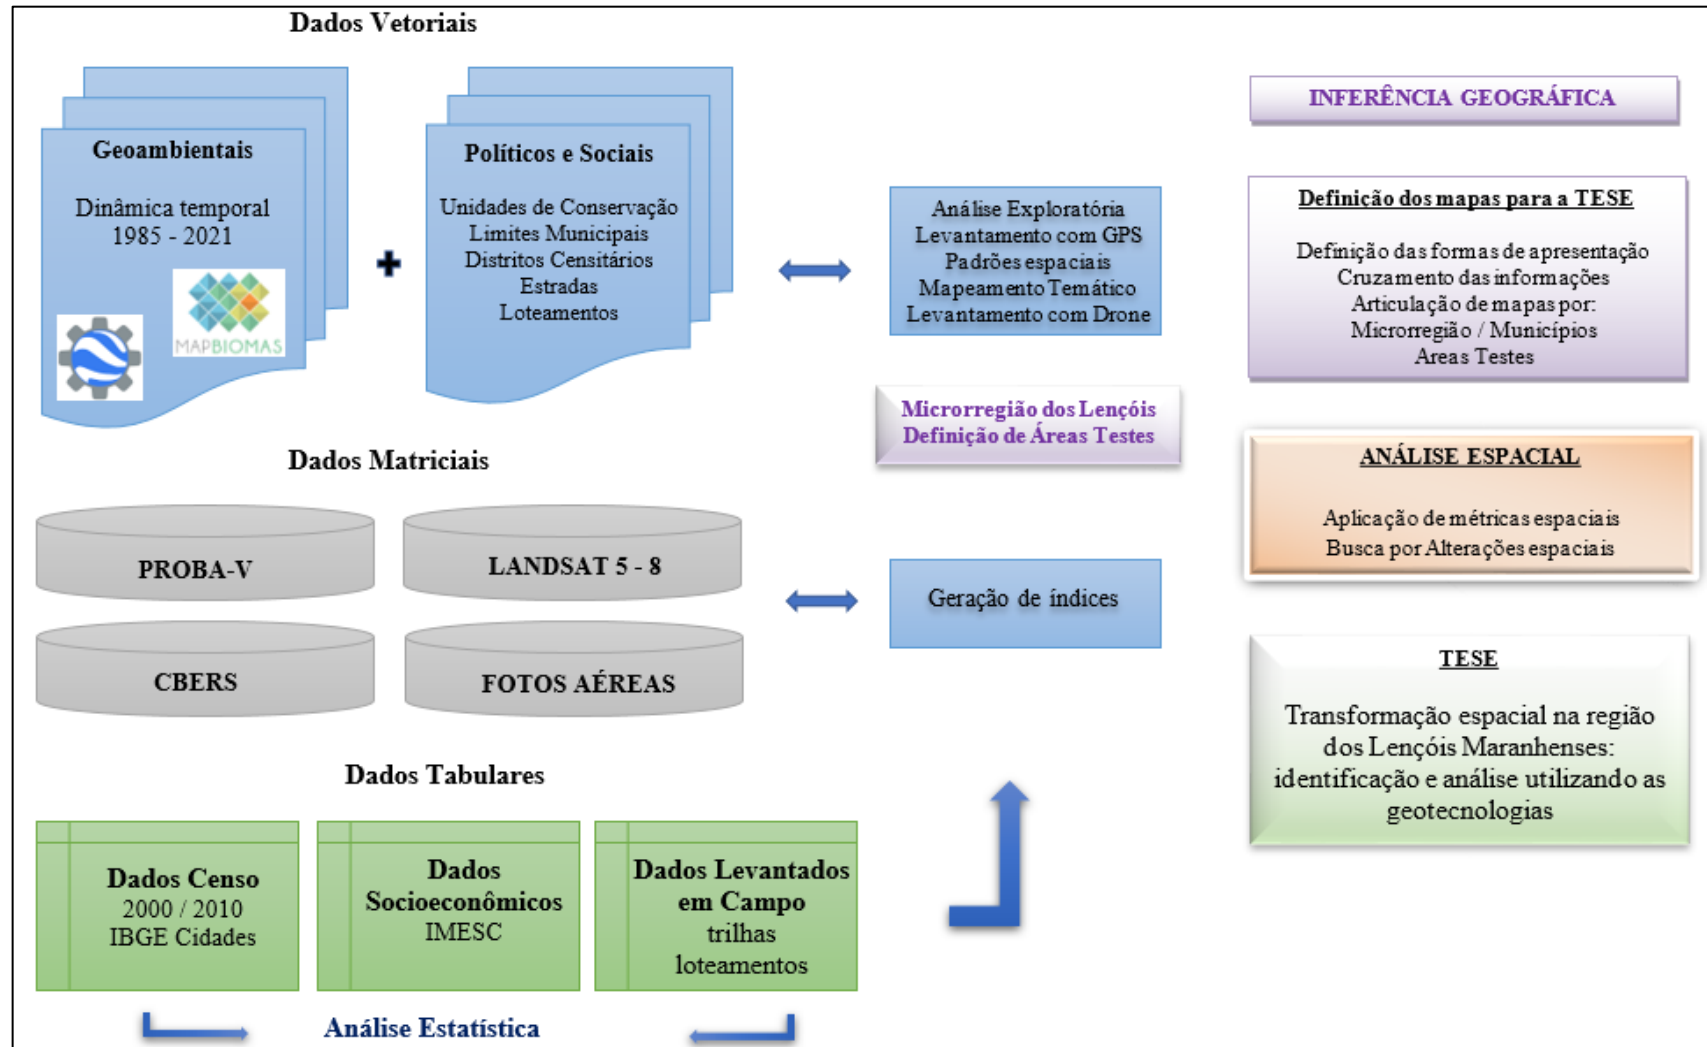 Dados Vetoriais
Geoambientais
Dinâmica temporal
1985 - 2021
MAPBIOMAS
Políticos e Sociais
Unidades de Conservação
Limites Municipais
Distritos Censitários
Estradas
Loteamentos
Análise Exploratória
Levantamento com GPS
Padrões espaciais
Mapeamento Temático
Levantamento com Drone
Microrregião dos Lençóis
Definição de Áreas Testes
Dados Matriciais
PROBA-V
LANDSAT 5 - 8
CBERS
FOTOS AÉREAS
Geração de índices
Dados Tabulares
Dados Censo
2000 / 2010
IBGE Cidades
Dados
Socioeconômicos
IMESC
Dados Levantados
em Campo
trilhas
loteamentos
Análise Estatística
INFERÊNCIA GEOGRÁFICA
Definição dos mapas para a TESE
Definição das formas de apresentação
Cruzamento das informações
Articulação de mapas por:
Microrregião / Municípios
Areas Testes
ANÁLISE ESPACIAL
Aplicação de métricas espaciais
Busca por Alterações espaciais
TESE
Transformação espacial na região
dos Lençóis Maranhenses:
identificação e análise utilizando as
geotecnologias